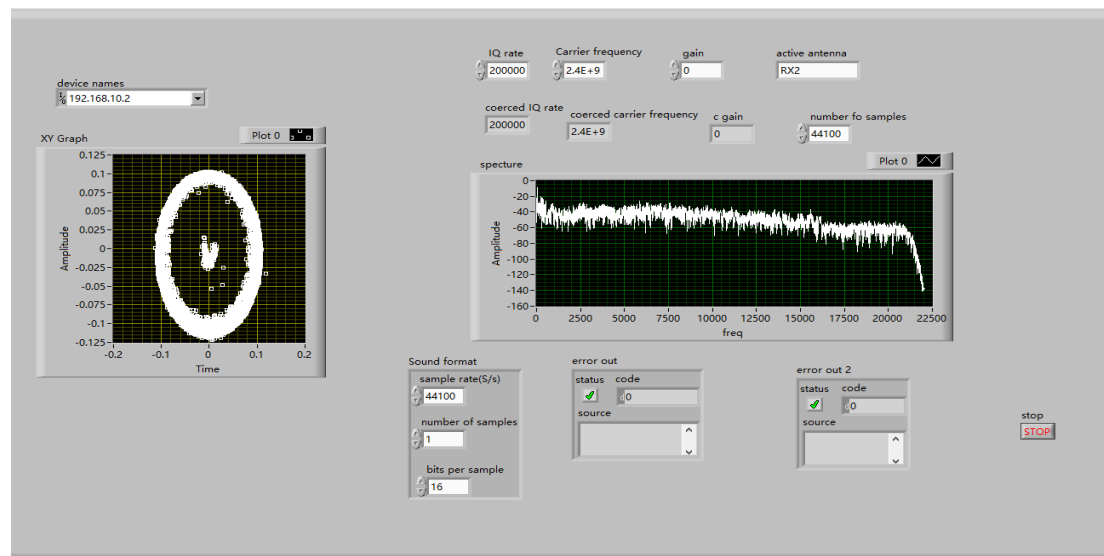 IQ rate
Carrier frequency
gain
active antenna
200000
2.4E+9
0
RX2
device names
192.168.10.2
coerced IQ rate
coerced carrier frequency
c gain
number fo samples
200000
2.4E+9
0
44100
XY Graph
Plot 0
0.125
0.1
0.075
0.05
0.025
0
-0.025
-0.05
-0.075
-0.1
-0.125
Amplitude
-0.2 -0.1 0 0.1 0.2
Time
specture
Plot 0
0
-20
-40
-60
-80
-100
-120
-140
-160
Amplitude
0 2500 5000 7500 10000 12500 15000 17500 20000 22500
freq
Sound format
sample rate(S/s)
44100
number of samples
1
bits per sample
16
error out
status code
0
source
error out 2
status code
0
source
stop
STOP